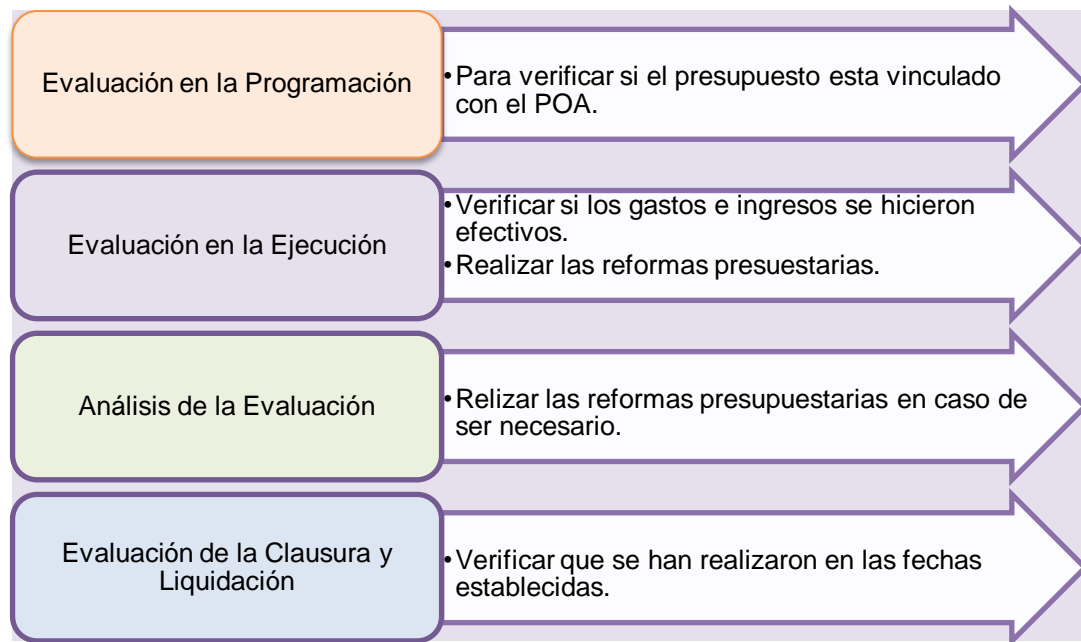 Evaluación en la Programación
•Para verificar si el presupuesto esta vinculado
con el POA.
Evaluación en la Ejecución
•Verificar si los gastos e ingresos se hicieron
efectivos.
•Realizar las reformas presuestarias.
Análisis de la Evaluación
•Relizar las reformas presupuestarias en caso de
ser necesario.
Evaluación de la Clausura y
Liquidación
•Verificar que se han realizaron en las fechas
establecidas.